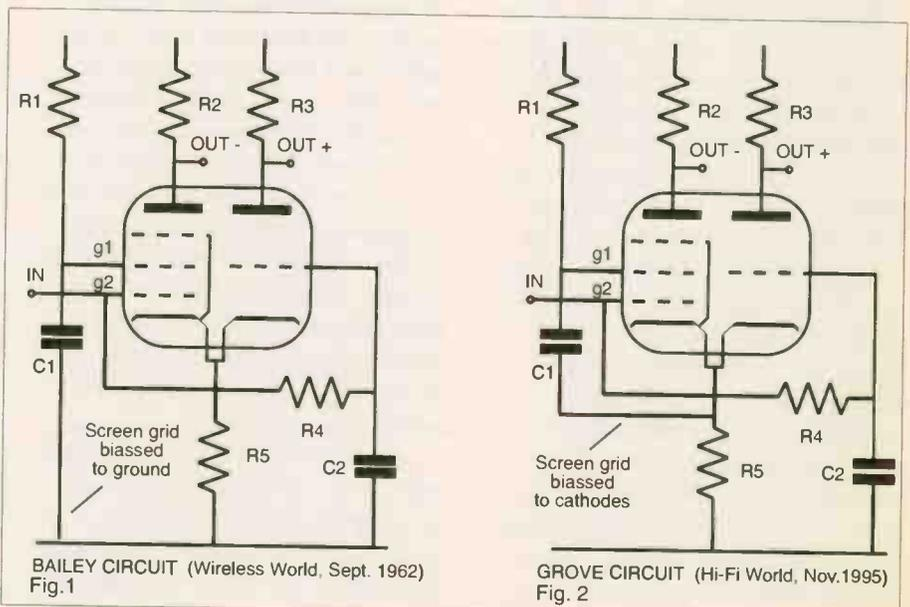 R1
R2
R3
OUT -
OUT +
g1
IN
g2
C1
R4
Screen grid
biassed
to ground
R5
C2
BAILEY CIRCUIT (Wireless World, Sept. 1962)
Fig.1
R1
R2
R3
OUT -
OUT +
g1
IN
g2
C1
R4
Screen grid
biassed
to cathodes
R5
C2
GROVE CIRCUIT (Hi-Fi World, Nov.1995)
Fig. 2